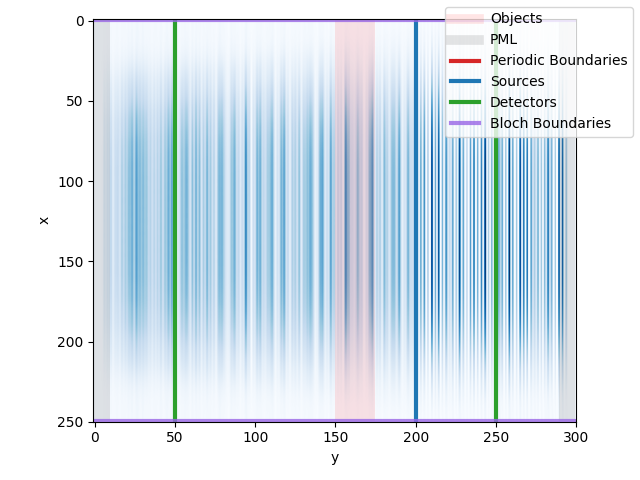 Objects
PML
Periodic Boundaries
Sources
Detectors
Bloch Boundaries
0
50
100
150
200
250
x
0 50 100 150 200 250 300
y